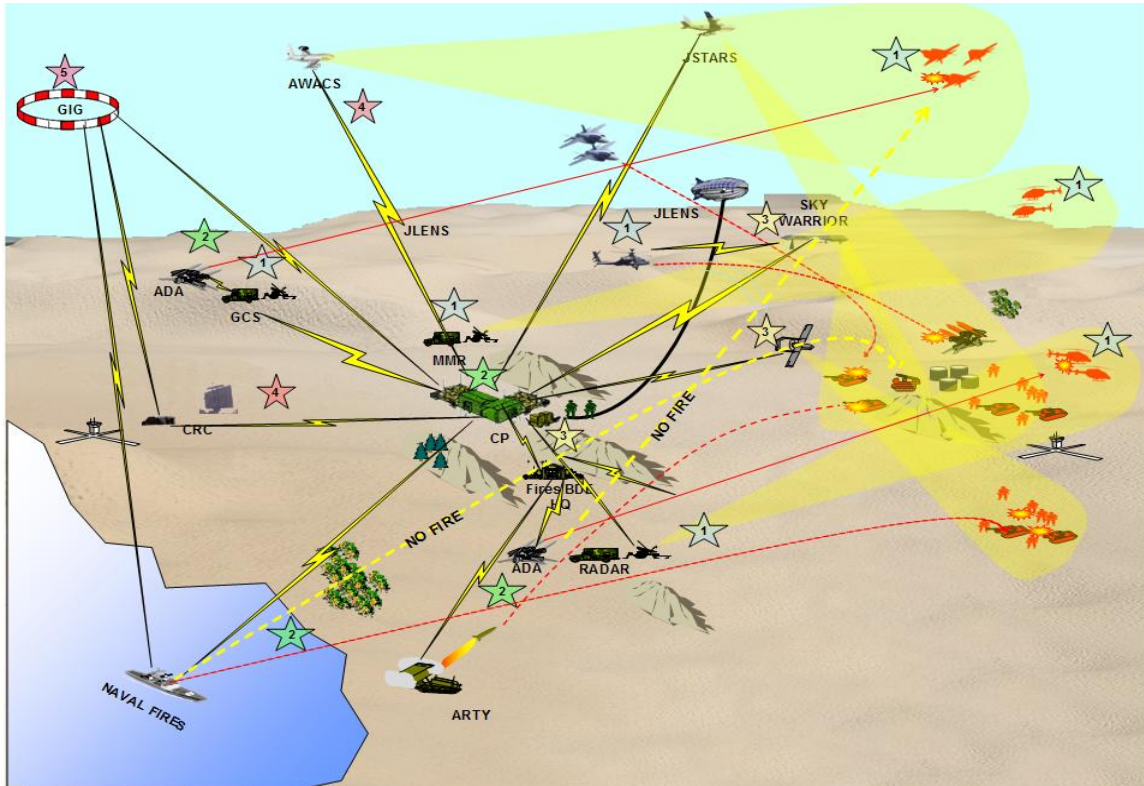 5
GIG
AWACS
4
JSTARS
1
JLENS
JLENS
SKY
WARRIOR
3
1
1
2
1
ADA
GCS
1
MMR
3
1
2
4
CRC
CP
3
NO FIRE
Fires BDE
HQ
NO FIRE
1
ADA
RADAR
2
2
NAVAL FIRES
ARTY